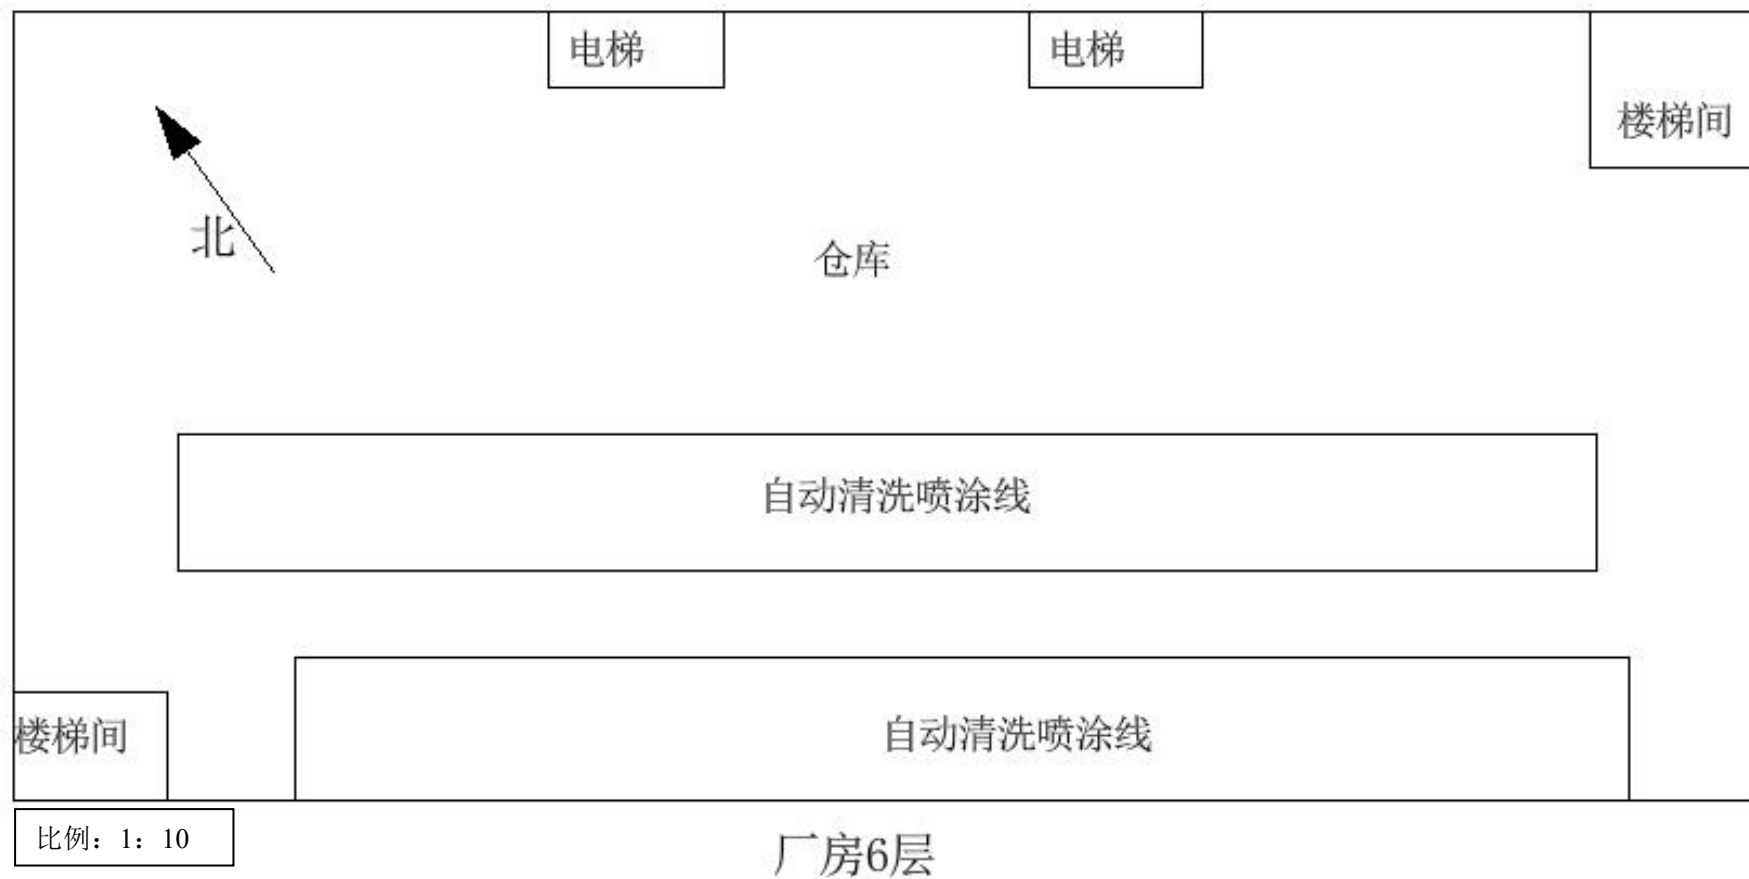 电梯
电梯
楼梯间
北
仓库
自动清洗喷涂线
楼梯间
自动清洗喷涂线
比例：1：10
厂房6层